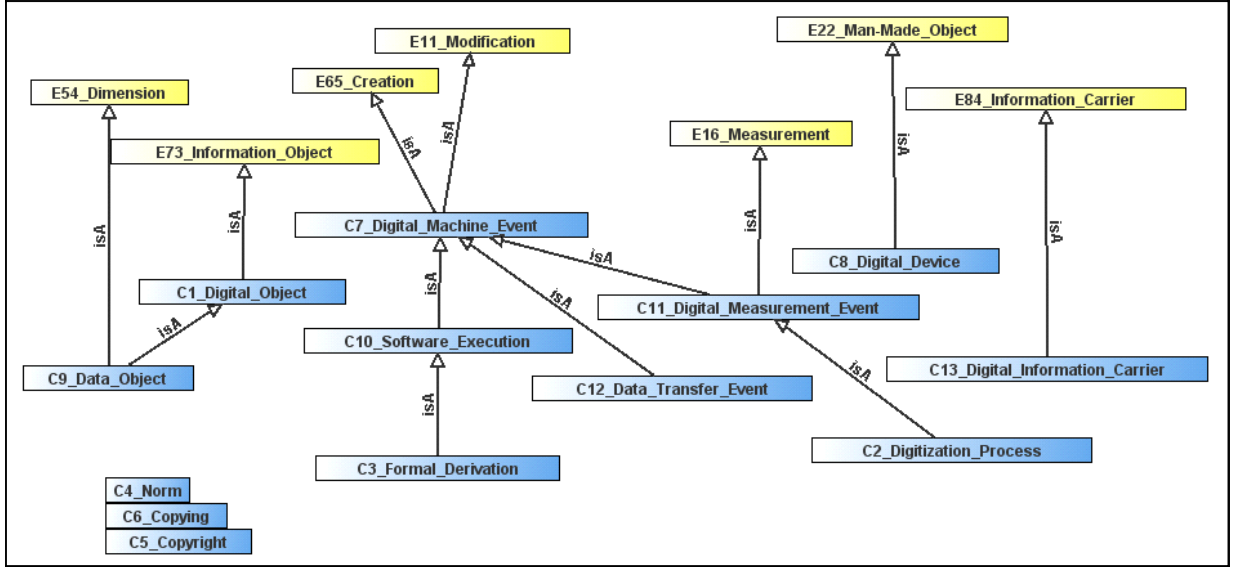 E22_Man-Made_Object
E11_Modification
E65_Creation
E54_Dimension
E84_Information_Carrier
E16_Measurement
E73_Information_Object
isA
isA
isA
isA
isA
isA
isA
isA
C7_Digital_Machine_Event
isA
C8_Digital_Device
C1_Digital_Object
isA
isA
C11_Digital_Measurement_Event
isA
C10_Software_Execution
C13_Digital_Information_Carrier
C9_Data_Object
isA
C12_Data_Transfer_Event
isA
C2_Digitization_Process
C3_Formal_Derivation
C4_Norm
C6_Copying
C5_Copyright